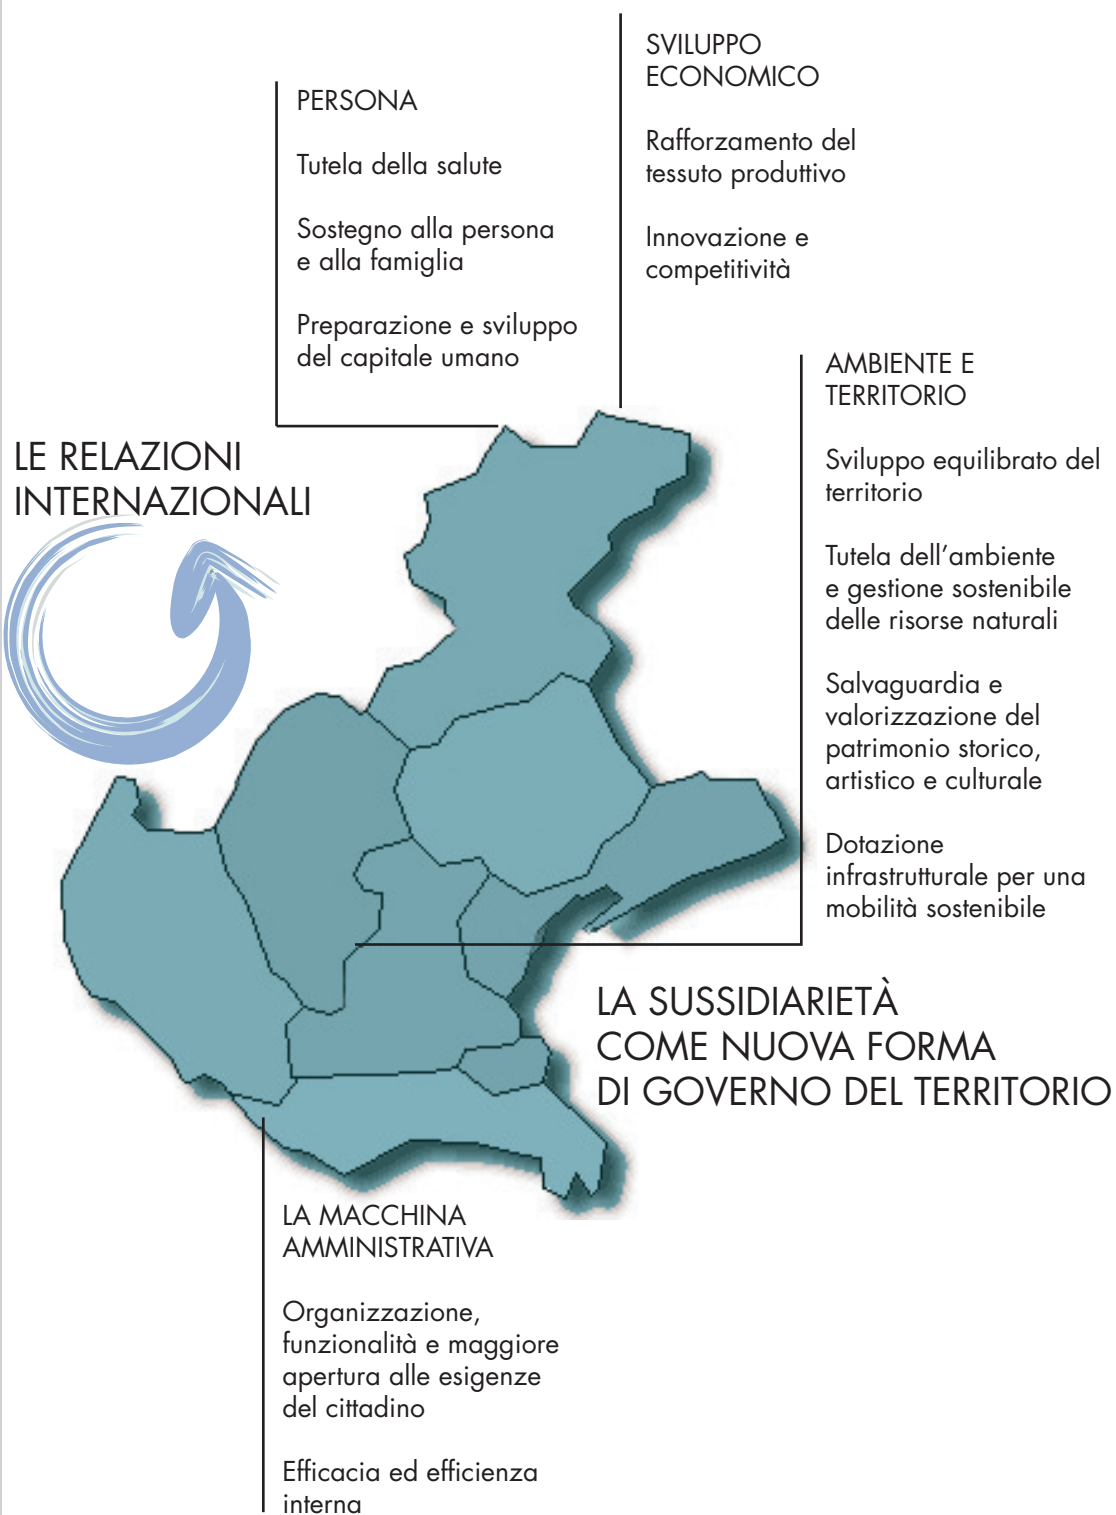 SVILUPPO
ECONOMICO
Rafforzamento del
tessuto produttivo
Innovazione e
competitività
PERSONA
Tutela della salute
Sostegno alla persona
e alla famiglia
Preparazione e sviluppo
del capitale umano
AMBIENTE E
TERRITORIO
Sviluppo equilibrato del
territorio
Tutela dell’ambiente
e gestione sostenibile
delle risorse naturali
Salvaguardia e
valorizzazione del
patrimonio storico,
artistico e culturale
Dotazione
infrastrutturale per una
mobilità sostenibile
LE RELAZIONI
INTERNAZIONALI
LA SUSSIDIARIETÀ
COME NUOVA FORMA
DI GOVERNO DEL TERRITORIO
LA MACCHINA
AMMINISTRATIVA
Organizzazione,
funzionalità e maggiore
apertura alle esigenze
del cittadino
Efficacia ed efficienza
interna